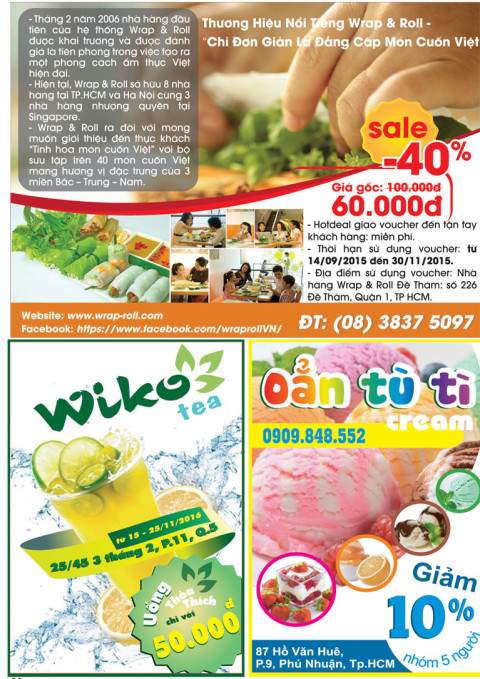 - Tháng 2 năm 2006 nhà hàng đầu
tiên của hệ thống Wrap & Roll
được khai trương và được đánh
giá là tiên phong trong việc tạo ra
một phong cách ẩm thực Việt
hiện đại.
- Hiện tại, Wrap & Roll sở hữu 8 nhà
hàng tại TP.HCM và Hà Nội cùng 3
nhà hàng nhượng quyền tại
Singapore.
- Wrap & Roll ra đời với mong
muốn giới thiệu đến thực khách
"Tinh hoa món cuốn Việt" với bộ
sưu tập trên 40 món cuốn Việt
mang hương vị đặc trưng của 3
miền Bắc – Trung – Nam.
Thương Hiệu Nổi Tiếng Wrap & Roll -
"Chỉ Đơn Giản Là Đẳng Cấp Món Cuốn Việt
sale
-40%
Giá gốc: 100.000đ
60.000đ
- Hotdeal giao voucher đến tận tay
khách hàng: miễn phí.
- Thời hạn sử dụng voucher: từ
14/09/2015 đến 30/11/2015.
- Địa điểm sử dụng voucher: Nhà
hàng Wrap & Roll Đề Thám: số 226
Đề Thám, Quận 1, TP HCM.
Website: www.wrap-roll.com
Facebook: https://www.facebook.com/wraprollVN/
ĐT: (08) 3837 5097
Wiko
tea
từ 15 - 25/11/2016
25/45 3 tháng 2, P.11, Q.5
Uống
Thỏa
Thích
chỉ với
50.000đ
Oẳn tù tì
cream
0909.848.552
Giảm
10%
nhóm 5 người
87 Hồ Văn Huê,
P.9, Phú Nhuận, Tp.HCM